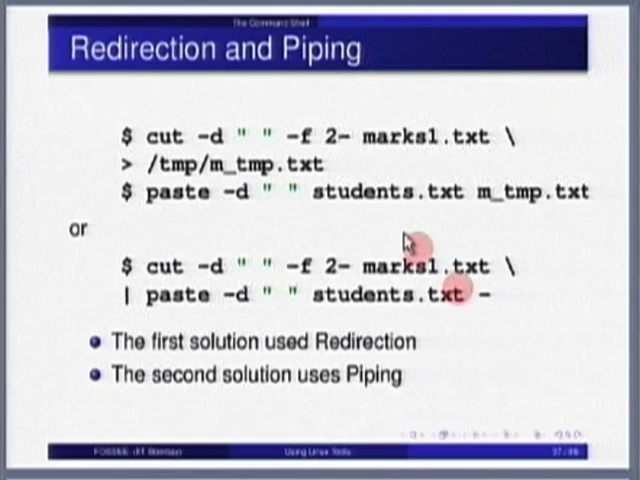 The Command Shell
Redirection and Piping
$ cut -d " " -f 2- marks1.txt \
> /tmp/m_tmp.txt
$ paste -d " " students.txt m_tmp.txt
or
$ cut -d " " -f 2- marks1.txt \
| paste -d " " students.txt -
The first solution used Redirection
The second solution uses Piping
FOSSEE (IIT Bombay) Using Linux Tools